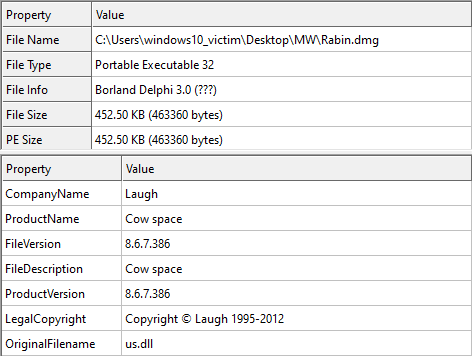 Property Value
File Name C:\Users\windows10_victim\Desktop\MW\Rabin.dmg
File Type Portable Executable 32
File Info Borland Delphi 3.0 (???)
File Size 452.50 KB (463360 bytes)
PE Size 452.50 KB (463360 bytes)
Property Value
CompanyName Laugh
ProductName Cow space
FileVersion 8.6.7.386
FileDescription Cow space
ProductVersion 8.6.7.386
LegalCopyright Copyright © Laugh 1995-2012
OriginalFilename us.dll